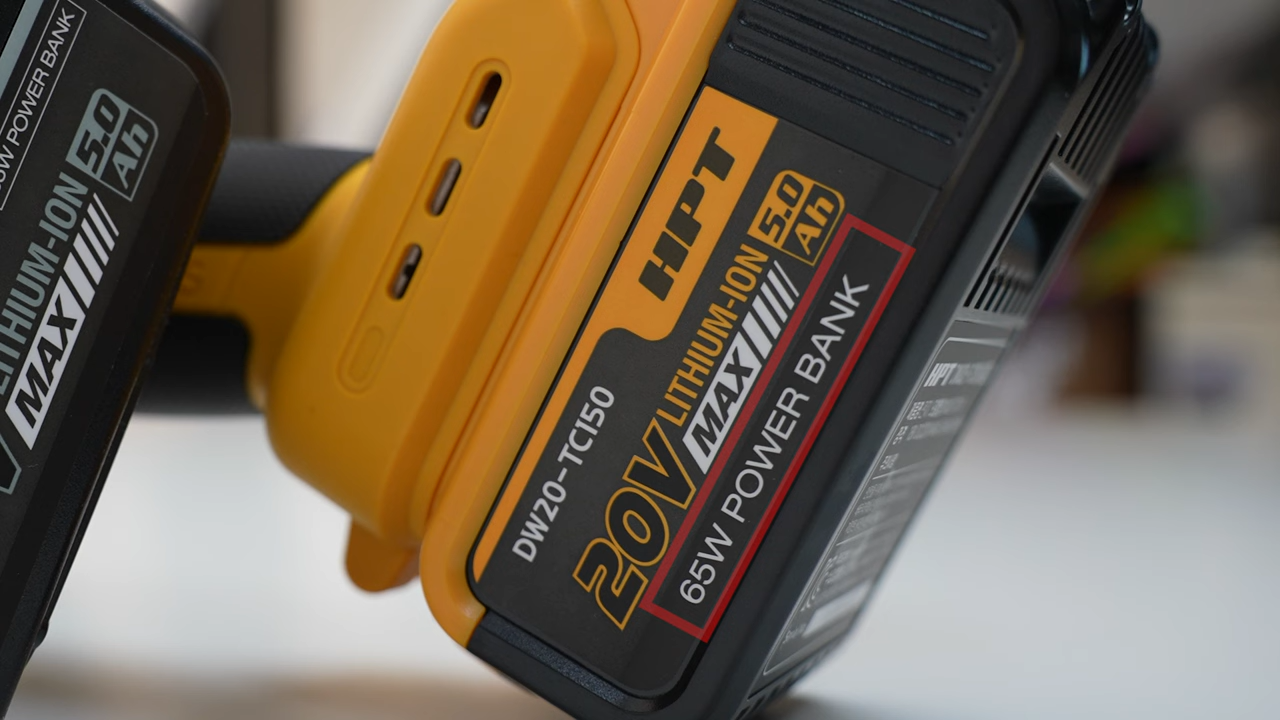 POWER BANK
5.0
Ah
LITHIUM-ION
MAX
HPT
5.0
Ah
LITHIUM-ION
MAX
20V
DW20-TC150
65W POWER BANK
HPT